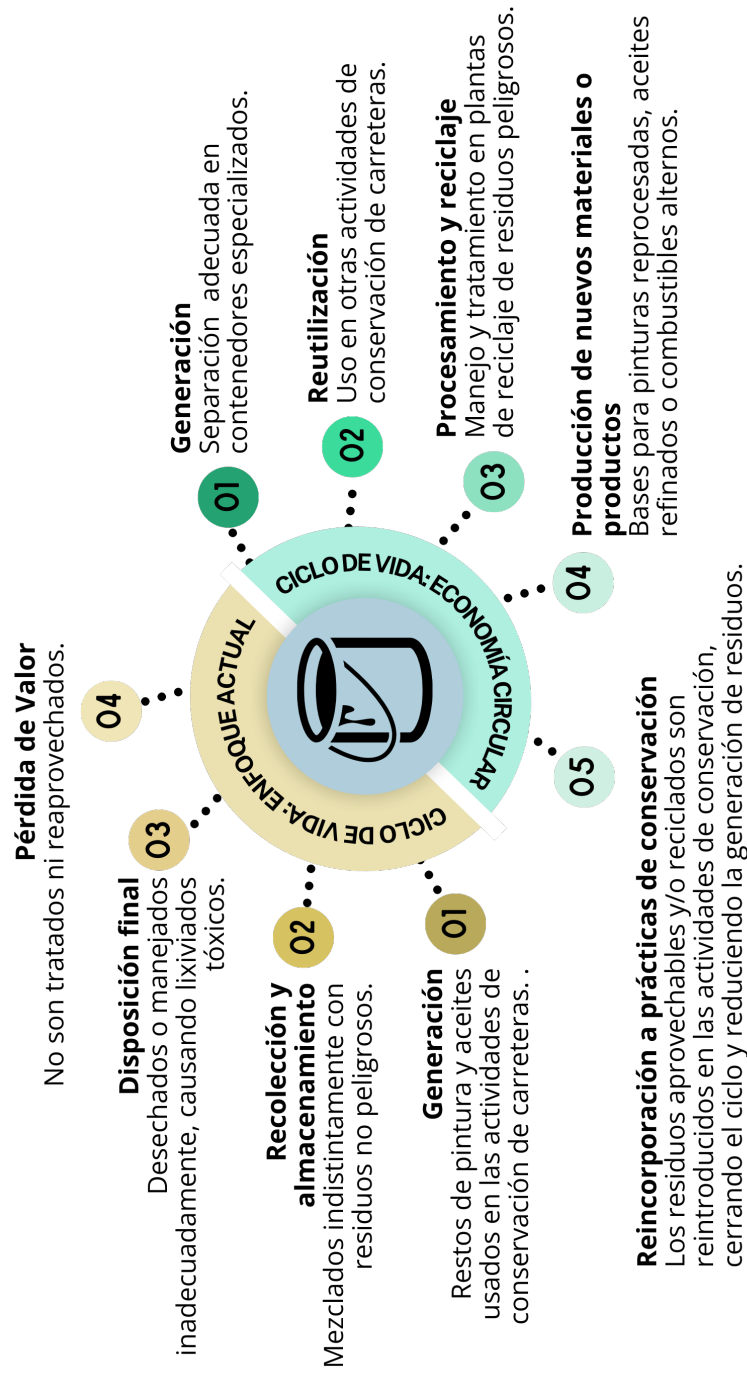 CICLO DE VIDA: ENFOQUE ACTUAL
01
Generación
Restos de pintura y aceites
usados en las actividades de
conservación de carreteras. .
02
Recolección y
almacenamiento
Mezclados indistintamente con
residuos no peligrosos.
03
Disposición final
Desechados o manejados
inadecuadamente, causando lixiviados
tóxicos.
04
Pérdida de Valor
No son tratados ni reaprovechados.
CICLO DE VIDA: ECONOMÍA CIRCULAR
01
Generación
Separación adecuada en
contenedores especializados.
02
Reutilización
Uso en otras actividades de
conservación de carreteras.
03
Procesamiento y reciclaje
Manejo y tratamiento en plantas
de reciclaje de residuos peligrosos.
04
Producción de nuevos materiales o
productos
Bases para pinturas reprocesadas, aceites
refinados o combustibles alternos.
05
Reincorporación a prácticas de conservación
Los residuos aprovechables y/o reciclados son
reintroducidos en las actividades de conservación,
cerrando el ciclo y reduciendo la generación de residuos.